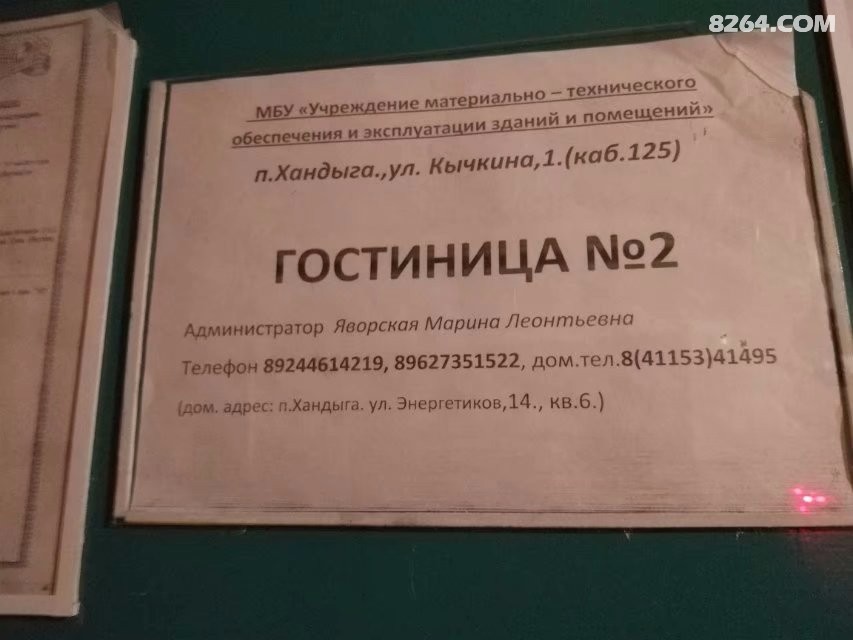 8264.COM
МБУ «Учреждение материально – технического
обеспечения и эксплуатации зданий и помещений»
п.Хандыга.,ул. Кычкина,1.(каб.125)
ГОСТИНИЦА №2
Администратор Яворская Марина Леонтьевна
Телефон 89244614219, 89627351522, дом.тел.8(41153)41495
(дом. адрес: п.Хандыга. ул. Энергетиков,14., кв.6.)